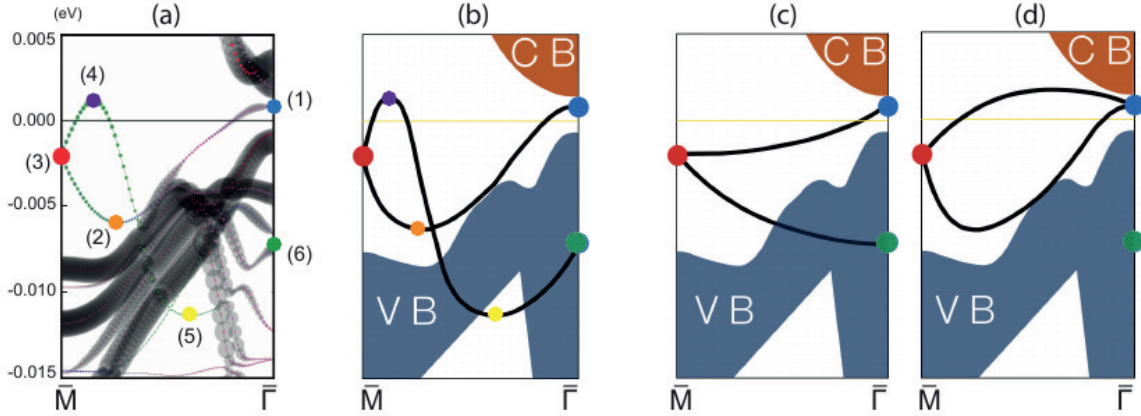 (eV) (a) (b) (c) (d)
0.005
C B
C B
C B
(4)
(1)
0.000
(3)
-0.005
(2)
(6)
-0.010
V B
V B
V B
(5)
-0.015
M̄ Γ̄ M̄ Γ̄ M̄ Γ̄ M̄ Γ̄